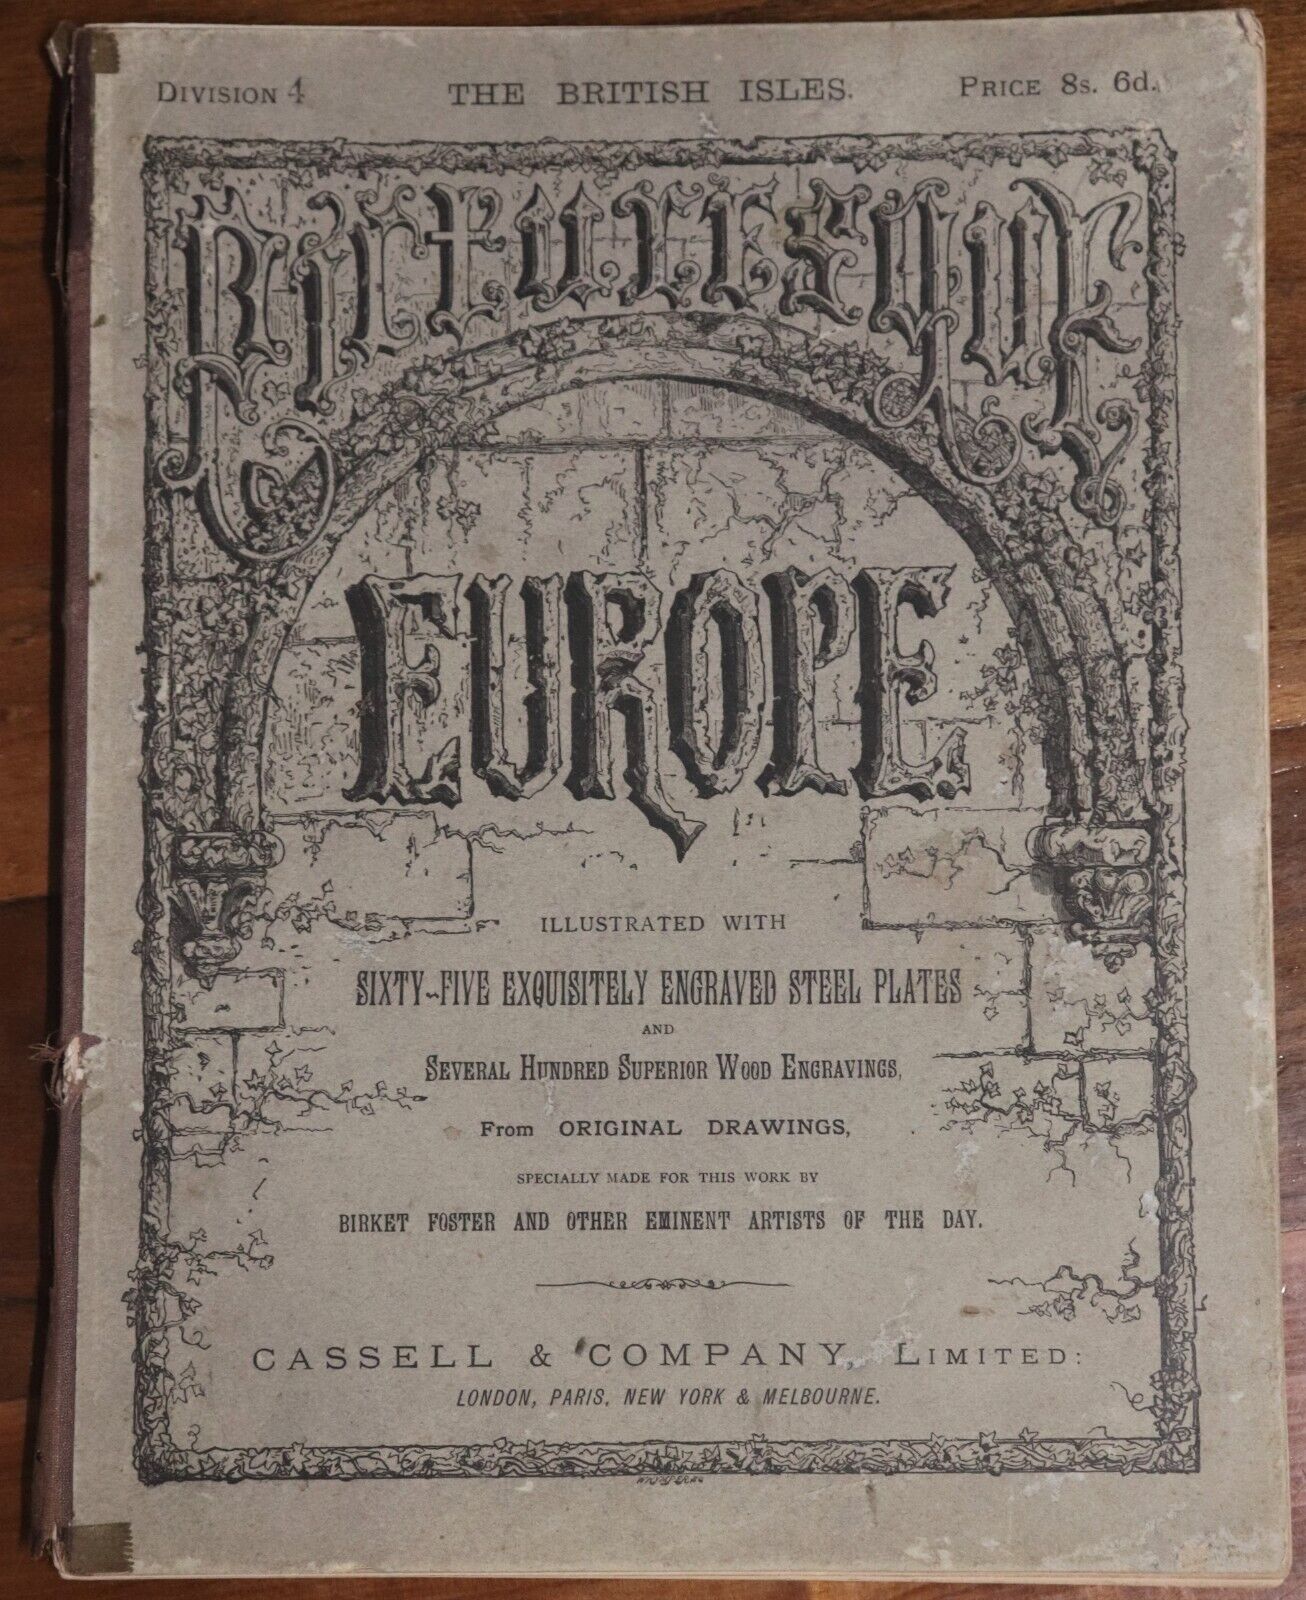 DIVISION 4 THE BRITISH ISLES. PRICE 8s. 6d.
Picturesque
EUROPE
ILLUSTRATED WITH
SIXTY-FIVE EXQUISITELY ENGRAVED STEEL PLATES
AND
SEVERAL HUNDRED SUPERIOR WOOD ENGRAVINGS,
From ORIGINAL DRAWINGS,
SPECIALLY MADE FOR THIS WORK BY
BIRKET FOSTER AND OTHER EMINENT ARTISTS OF THE DAY.
CASSELL & COMPANY, LIMITED:
LONDON, PARIS, NEW YORK & MELBOURNE.